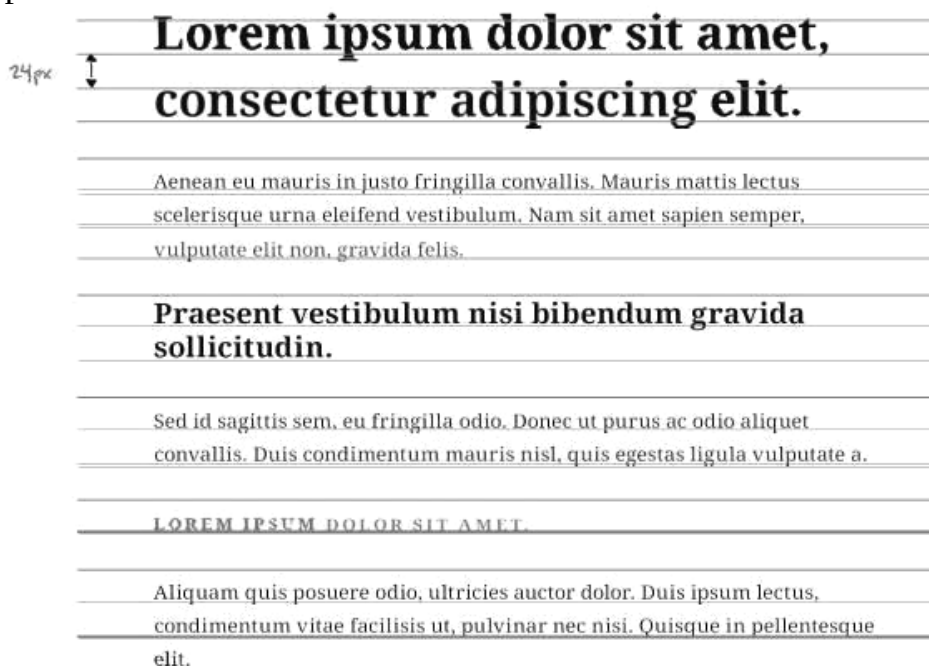 Lorem ipsum dolor sit amet,
24px
consectetur adipiscing elit.
Aenean eu mauris in justo fringilla convallis. Mauris mattis lectus
scelerisque urna eleifend vestibulum. Nam sit amet sapien semper,
vulputate elit non, gravida felis.
Praesent vestibulum nisi bibendum gravida
sollicitudin.
Sed id sagittis sem, eu fringilla odio. Donec ut purus ac odio aliquet
convallis. Duis condimentum mauris nisl, quis egestas ligula vulputate a.
LOREM IPSUM DOLOR SIT AMET.
Aliquam quis posuere odio, ultricies auctor dolor. Duis ipsum lectus,
condimentum vitae facilisis ut, pulvinar nec nisi. Quisque in pellentesque
elit.